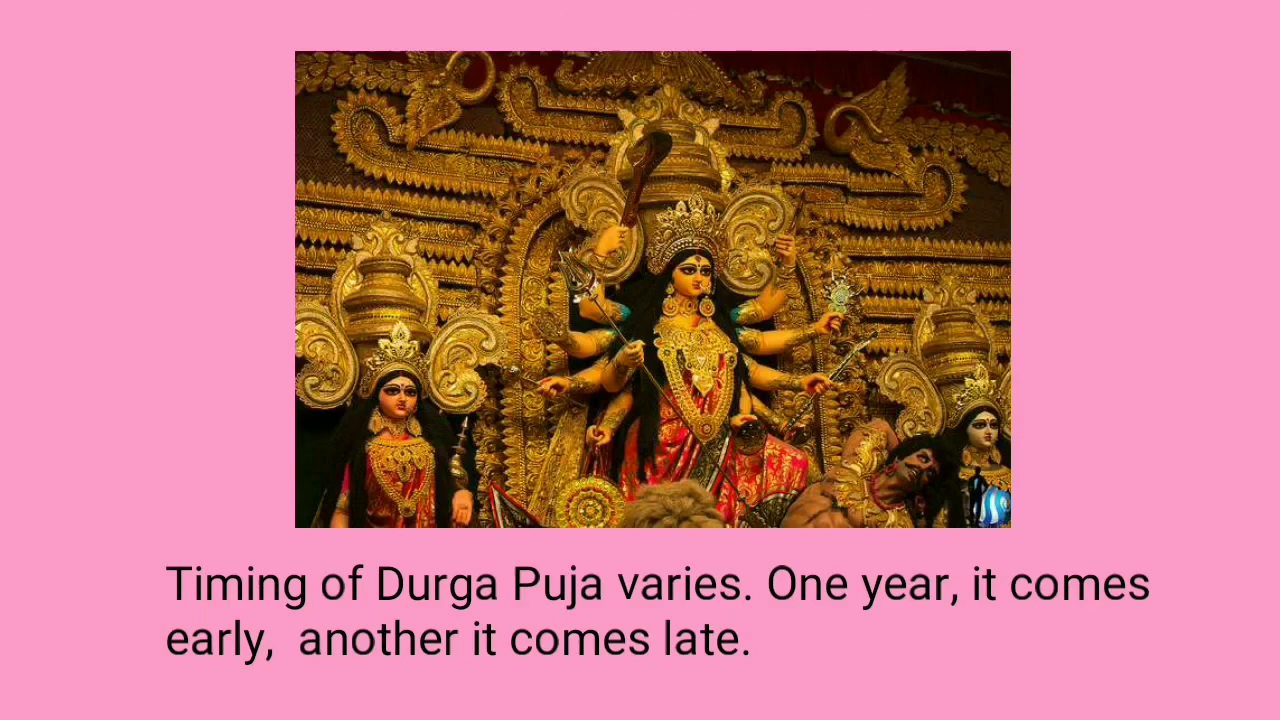 Timing of Durga Puja varies. One year, it comes
early,  another it comes late.